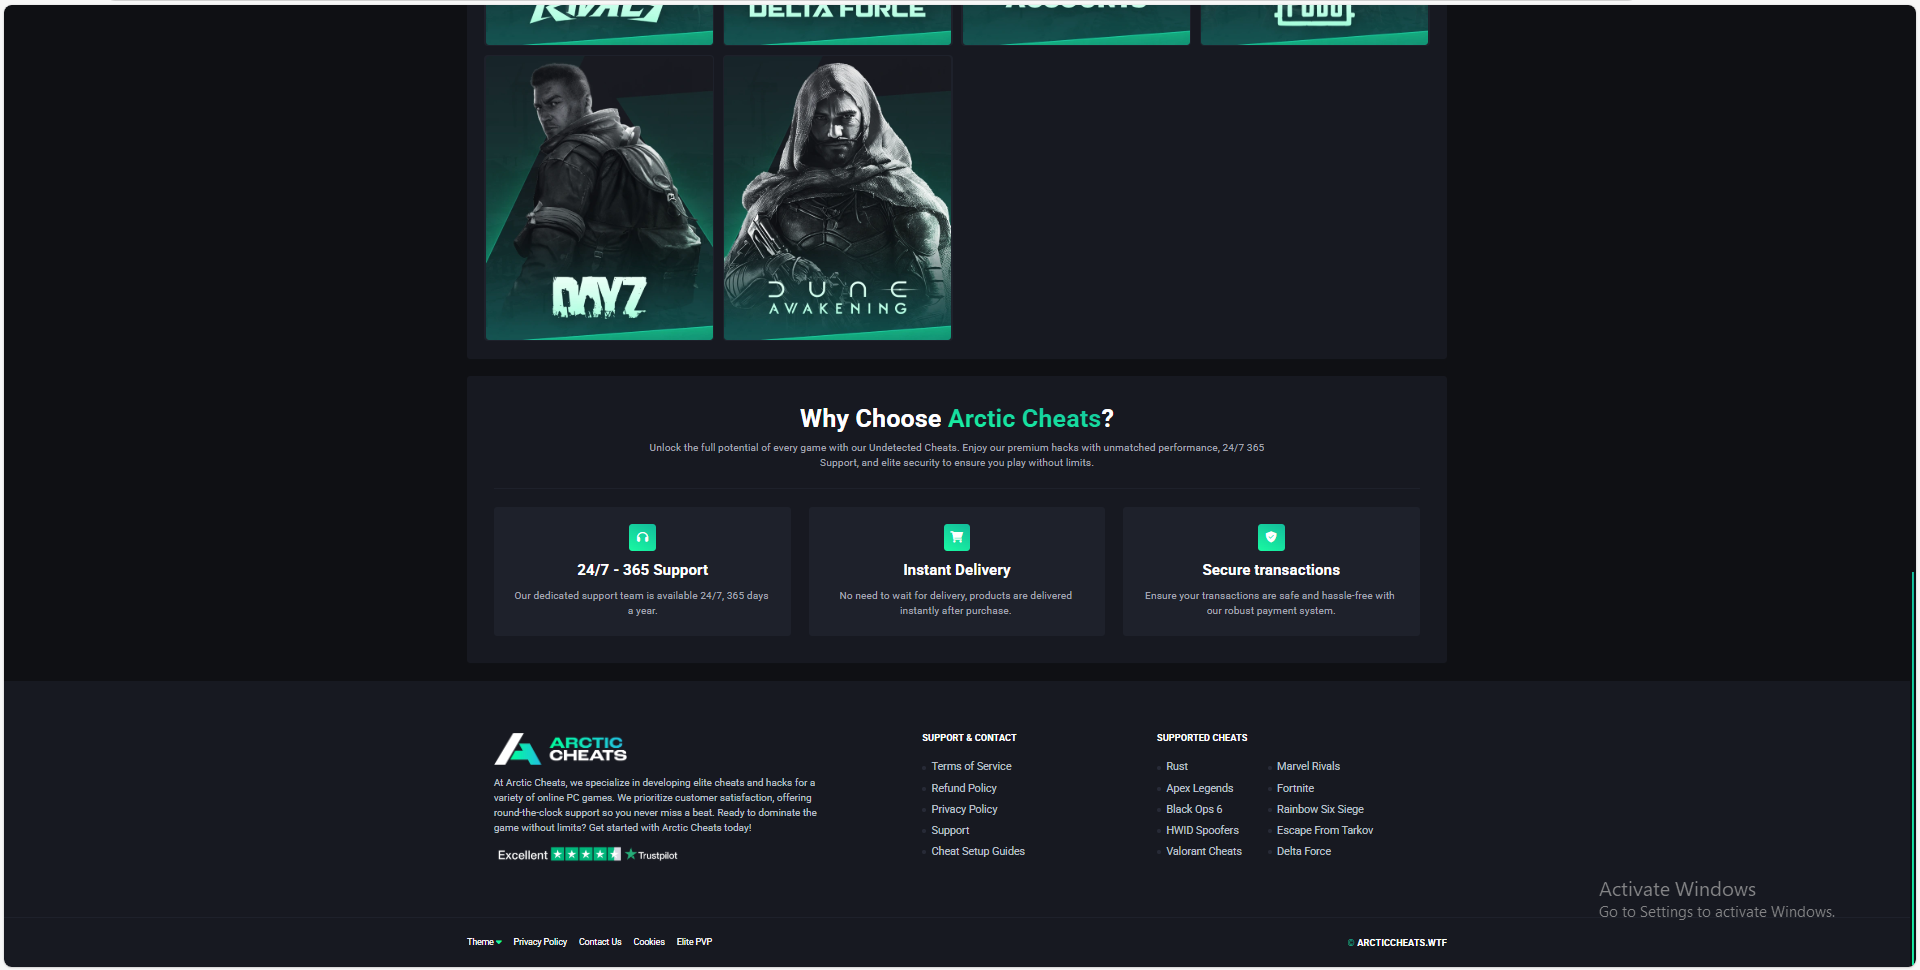 RIVALS
DELTA FORCE
ACCOUNTS
PUBG
DAYZ
DUNE
AWAKENING
Why Choose Arctic Cheats?
Unlock the full potential of every game with our Undetected Cheats. Enjoy our premium hacks with unmatched performance, 24/7 365
Support, and elite security to ensure you play without limits.
24/7 - 365 Support
Our dedicated support team is available 24/7, 365 days
a year.
Instant Delivery
No need to wait for delivery, products are delivered
instantly after purchase.
Secure transactions
Ensure your transactions are safe and hassle-free with
our robust payment system.
ARCTIC
CHEATS
At Arctic Cheats, we specialize in developing elite cheats and hacks for a
variety of online PC games. We prioritize customer satisfaction, offering
round-the-clock support so you never miss a beat. Ready to dominate the
game without limits? Get started with Arctic Cheats today!
Excellent Trustpilot
SUPPORT & CONTACT
Terms of Service
Refund Policy
Privacy Policy
Support
Cheat Setup Guides
SUPPORTED CHEATS
Rust
Apex Legends
Black Ops 6
HWID Spoofers
Valorant Cheats
Marvel Rivals
Fortnite
Rainbow Six Siege
Escape From Tarkov
Delta Force
Activate Windows
Go to Settings to activate Windows.
Theme Privacy Policy Contact Us Cookies Elite PVP
© ARCTICCHEATS.WTF